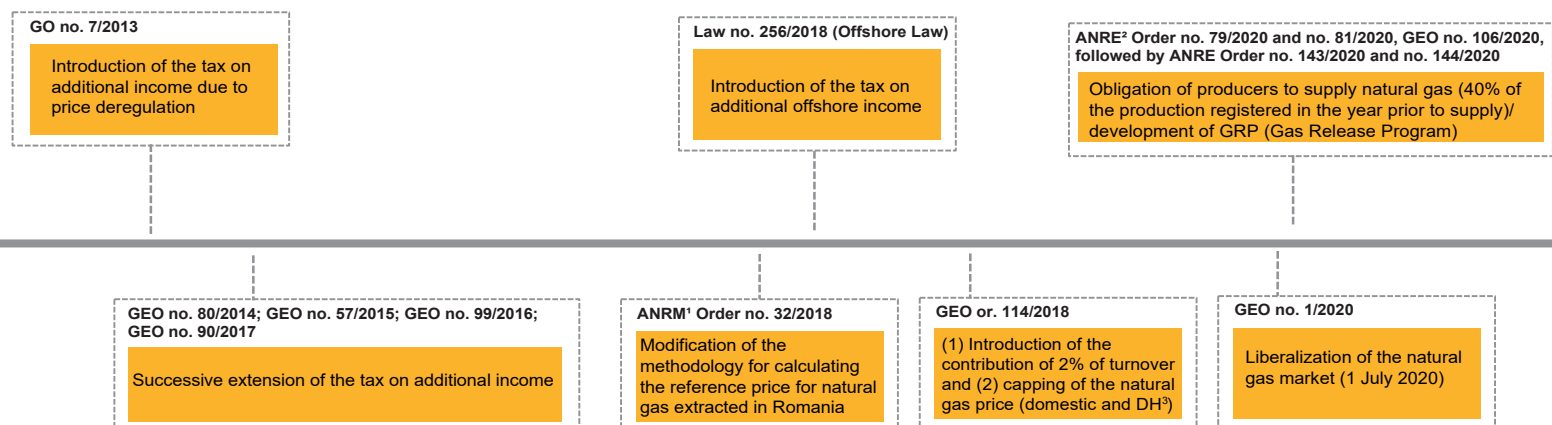 GO no. 7/2013
Introduction of the tax on
additional income due to
price deregulation
Law no. 256/2018 (Offshore Law)
Introduction of the tax on
additional offshore income
ANRE² Order no. 79/2020 and no. 81/2020, GEO no. 106/2020,
followed by ANRE Order no. 143/2020 and no. 144/2020
Obligation of producers to supply natural gas (40% of
the production registered in the year prior to supply)/
development of GRP (Gas Release Program)
GEO no. 80/2014; GEO no. 57/2015; GEO no. 99/2016;
GEO no. 90/2017
Successive extension of the tax on additional income
ANRM¹ Order no. 32/2018
Modification of the
methodology for calculating
the reference price for natural
gas extracted in Romania
GEO or. 114/2018
(1) Introduction of the
contribution of 2% of turnover
and (2) capping of the natural
gas price (domestic and DH³)
GEO no. 1/2020
Liberalization of the natural
gas market (1 July 2020)